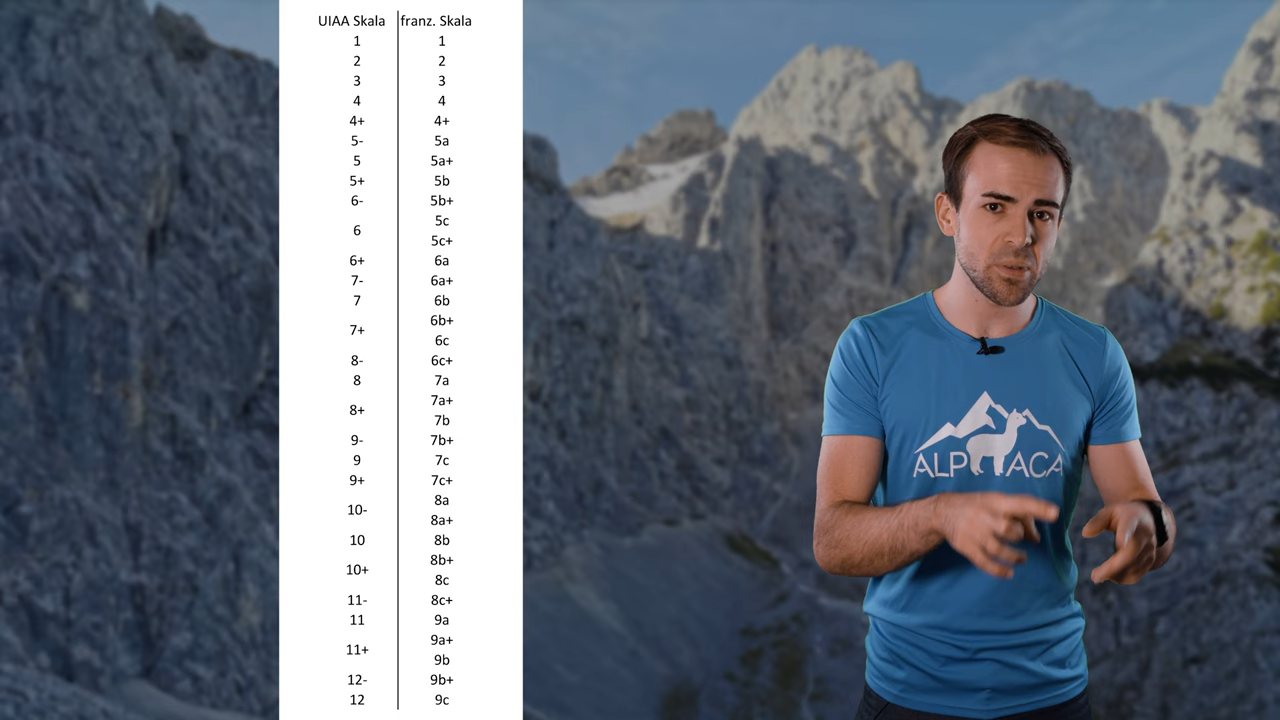 UIAA Skala franz. Skala
1 1
2 2
3 3
4 4
4+ 4+
5- 5a
5 5a+
5+ 5b
6- 5b+
6 5c
5c+
6+ 6a
7- 6a+
7 6b
7+ 6b+
6c
8- 6c+
8 7a
8+ 7a+
7b
9- 7b+
9 7c
9+ 7c+
10- 8a
8a+
10 8b
10+ 8b+
8c
11- 8c+
11 9a
11+ 9a+
9b
12- 9b+
12 9c
ALP ACA